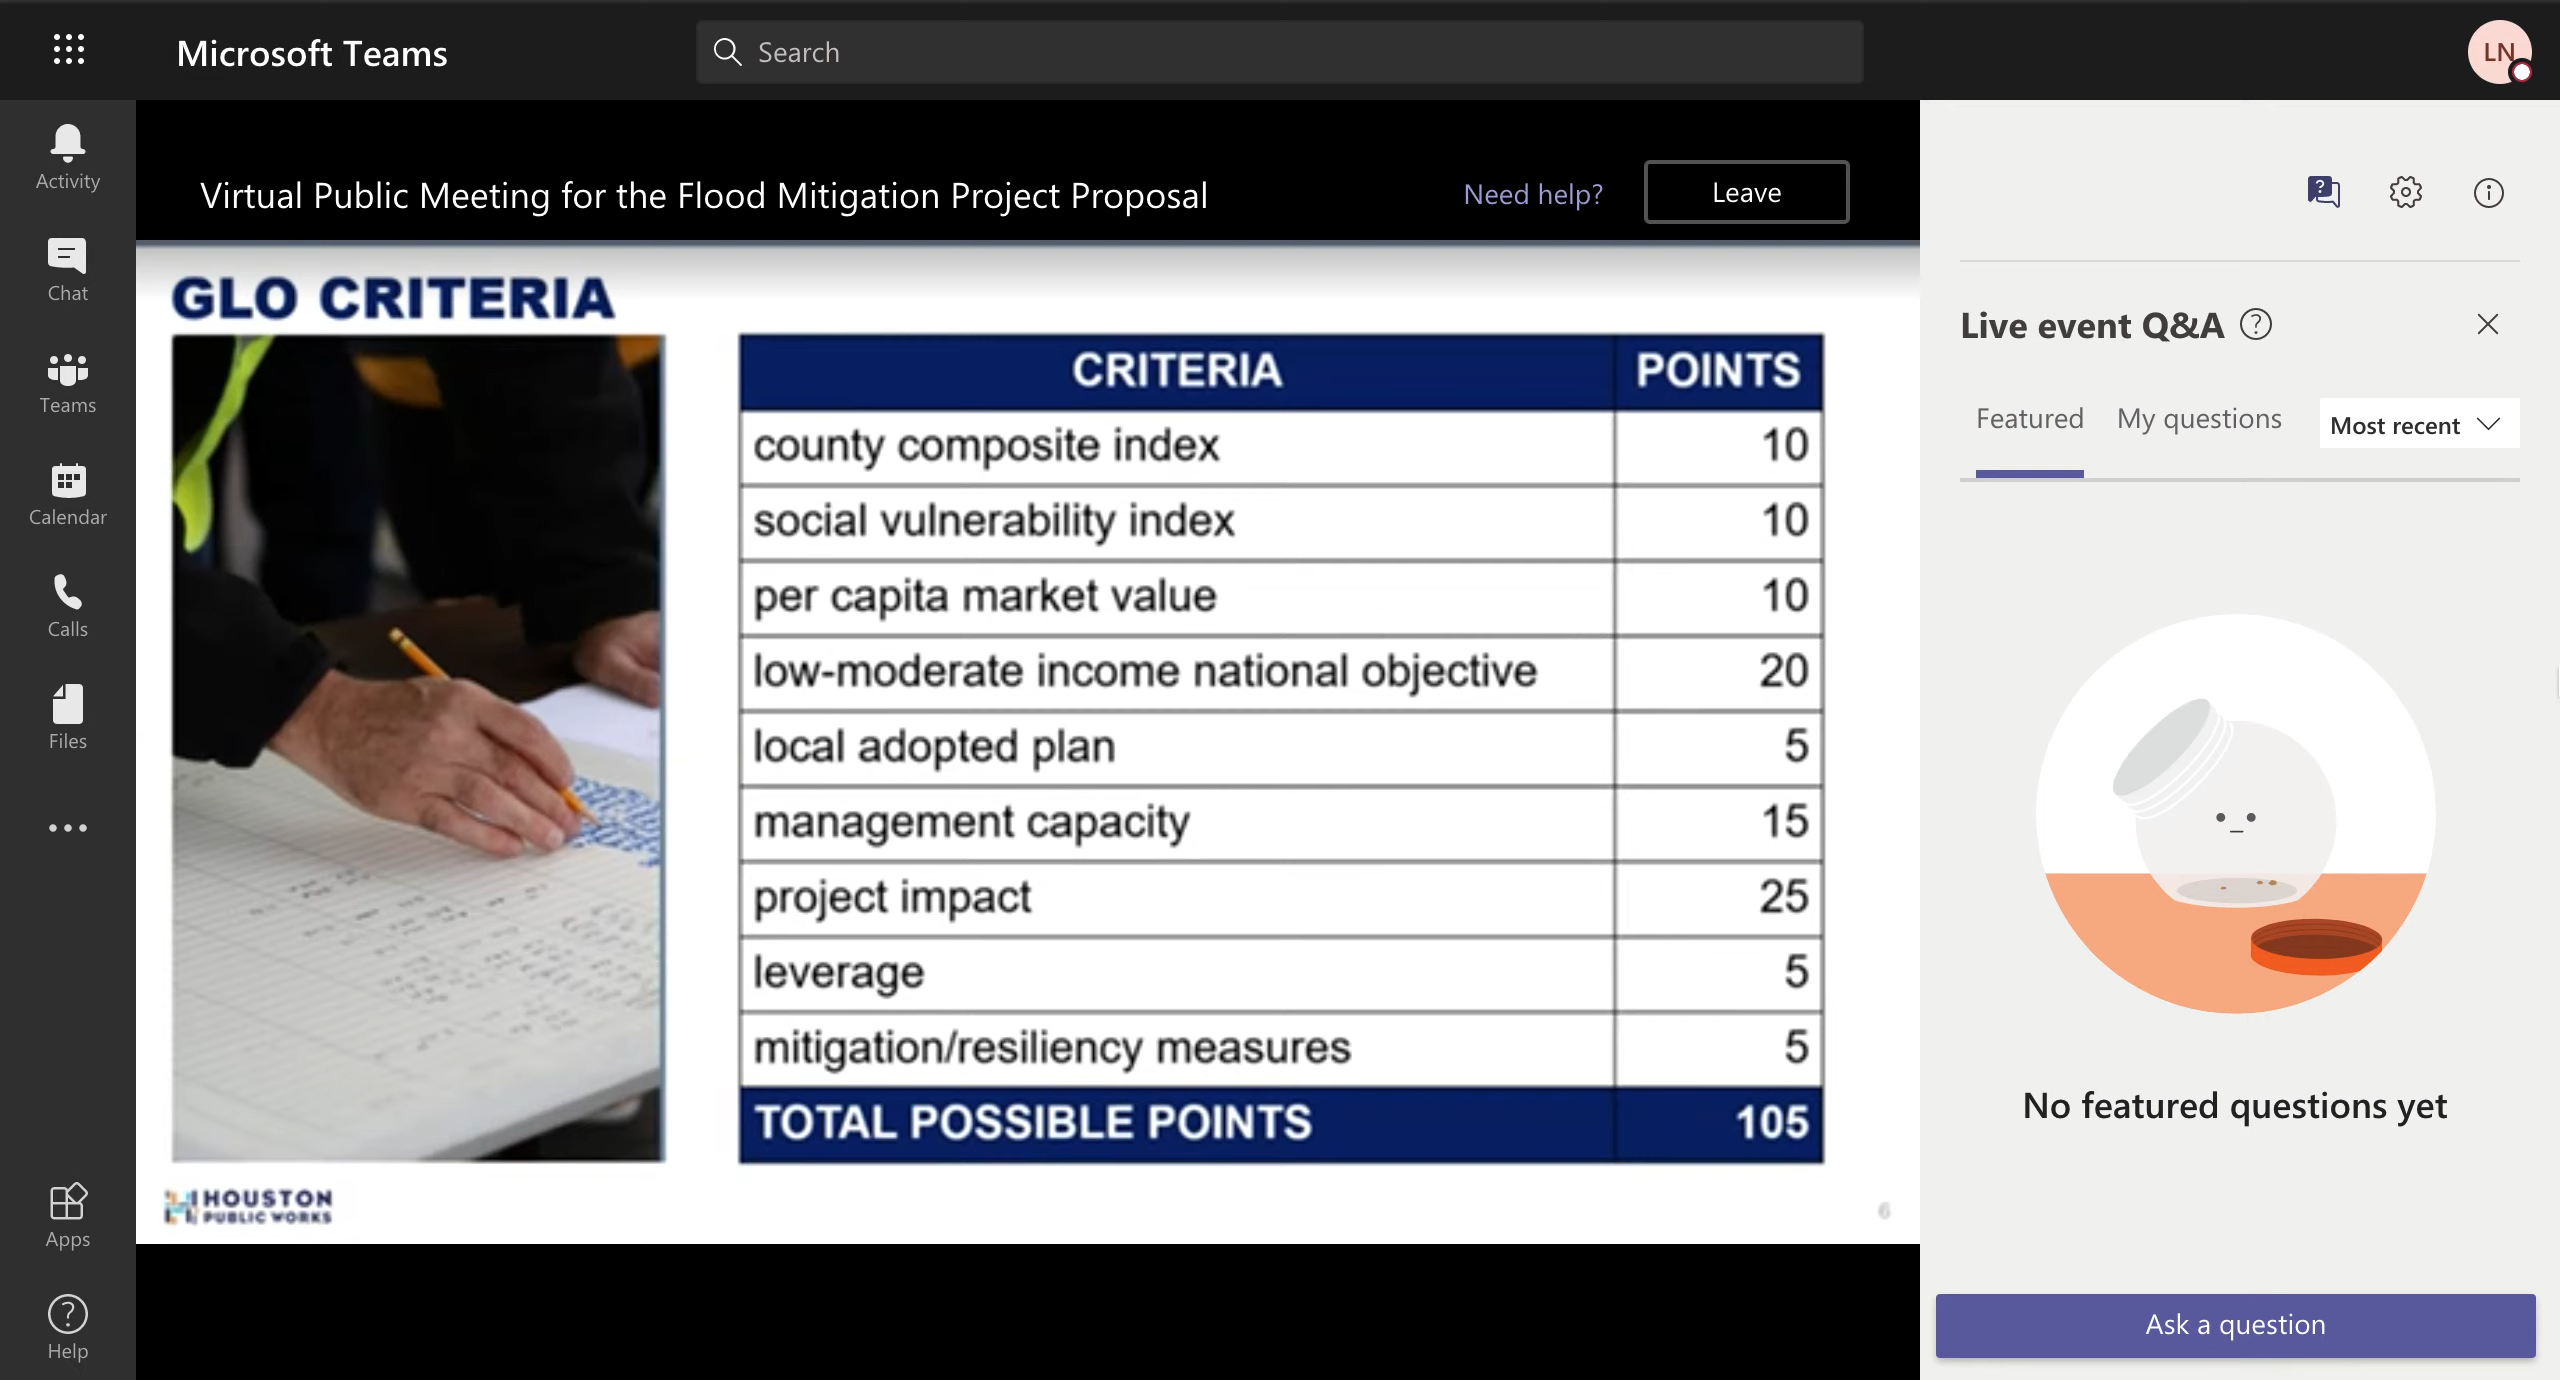 Microsoft Teams
Search
LN
Activity
Chat
Teams
Calendar
Calls
Files
Apps
Help
Virtual Public Meeting for the Flood Mitigation Project Proposal
Need help?
Leave
GLO CRITERIA
CRITERIA POINTS
county composite index 10
social vulnerability index 10
per capita market value 10
low-moderate income national objective 20
local adopted plan 5
management capacity 15
project impact 25
leverage 5
mitigation/resiliency measures 5
TOTAL POSSIBLE POINTS 105
HOUSTON
PUBLIC WORKS
6
Live event Q&A
Featured My questions Most recent
No featured questions yet
Ask a question